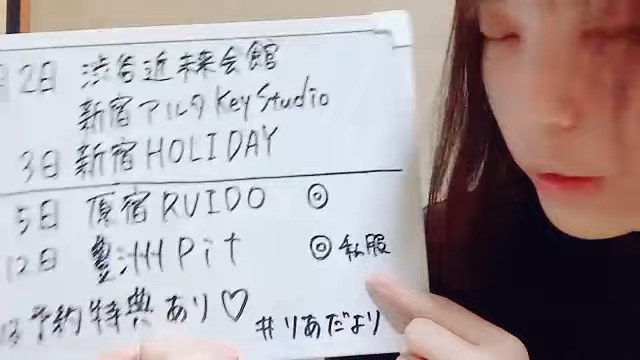 月2日 渋谷近未来会館
新宿アルタKeyStudio
3日 新宿HOLIDAY
5日 原宿RUIDO ◎
12日 豊洲Pit ◎私服
は予約特典あり♡
#りあだより